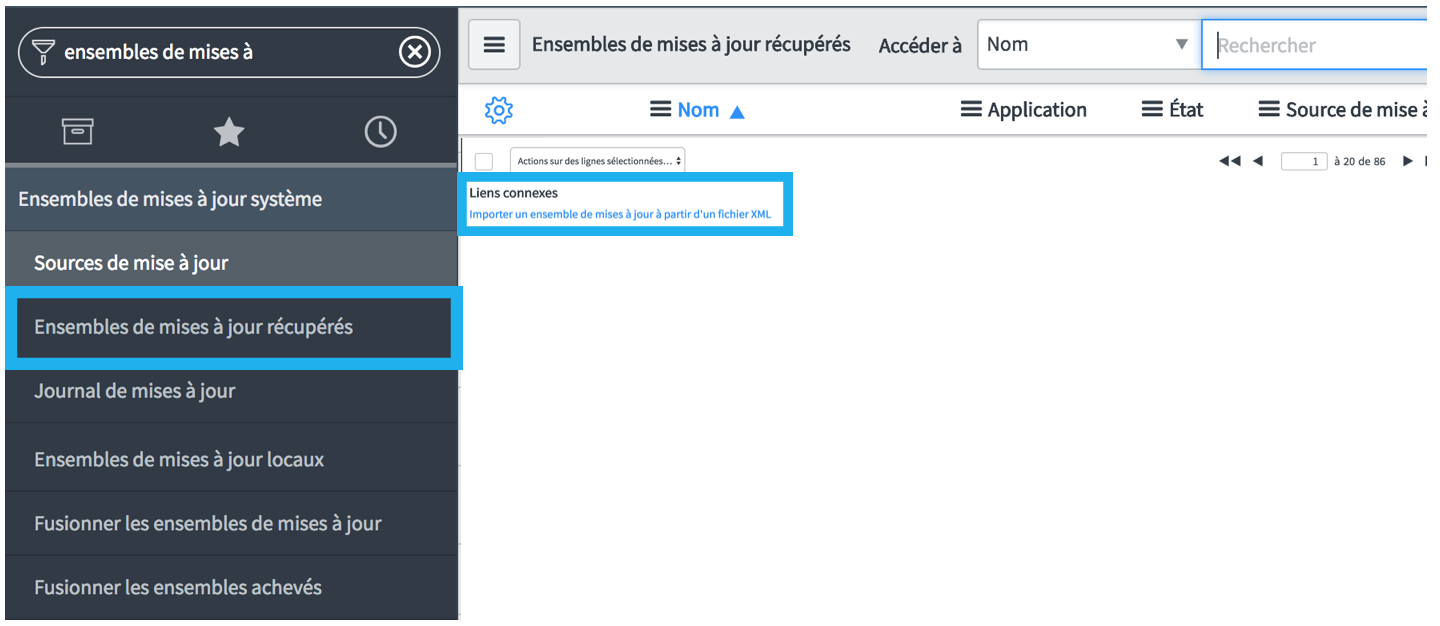 ensembles de mises à
Ensembles de mises à jour système
Sources de mise à jour
Ensembles de mises à jour récupérés
Journal de mises à jour
Ensembles de mises à jour locaux
Fusionner les ensembles de mises à jour
Fusionner les ensembles achevés
Ensembles de mises à jour récupérés Accéder à Nom Rechercher
Nom Application État Source de mise à
Actions sur des lignes sélectionnées... 1 à 20 de 86
Liens connexes
Importer un ensemble de mises à jour à partir d'un fichier XML